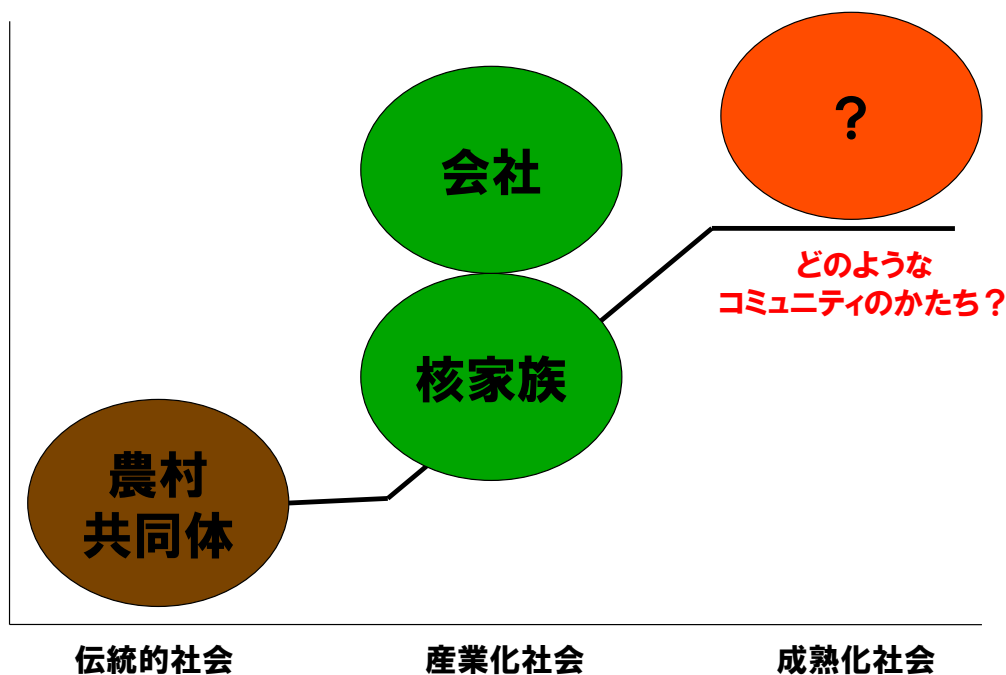 ？
会社
どのような
コミュニティのかたち？
核家族
農村
共同体
伝統的社会
産業化社会
成熟化社会